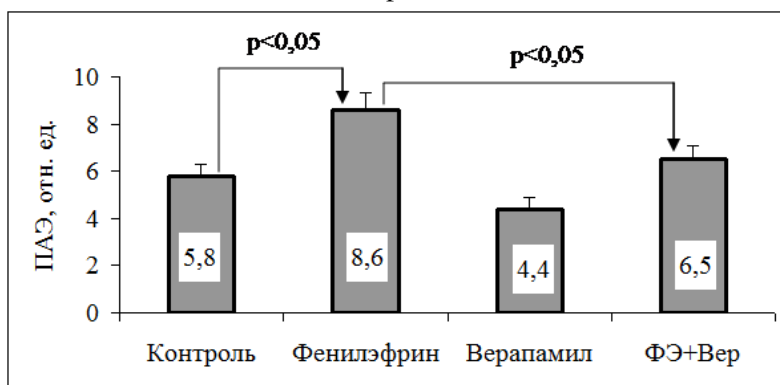 p<0,05
p<0,05
ПАЭ, отн. ед.
10
8
6
4
2
0
5,8
8,6
4,4
6,5
Контроль
Фенилэфрин
Верапамил
ФЭ+Вер